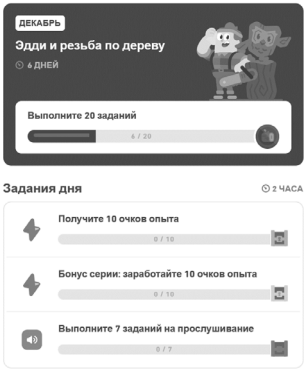 ДЕКАБРЬ
Эдди и резьба по дереву
6 ДНЕЙ
Выполните 20 заданий
6 / 20
Задания дня
2 ЧАСА
Получите 10 очков опыта
0 / 10
Бонус серии: заработайте 10 очков опыта
0 / 10
Выполните 7 заданий на прослушивание
0 / 7